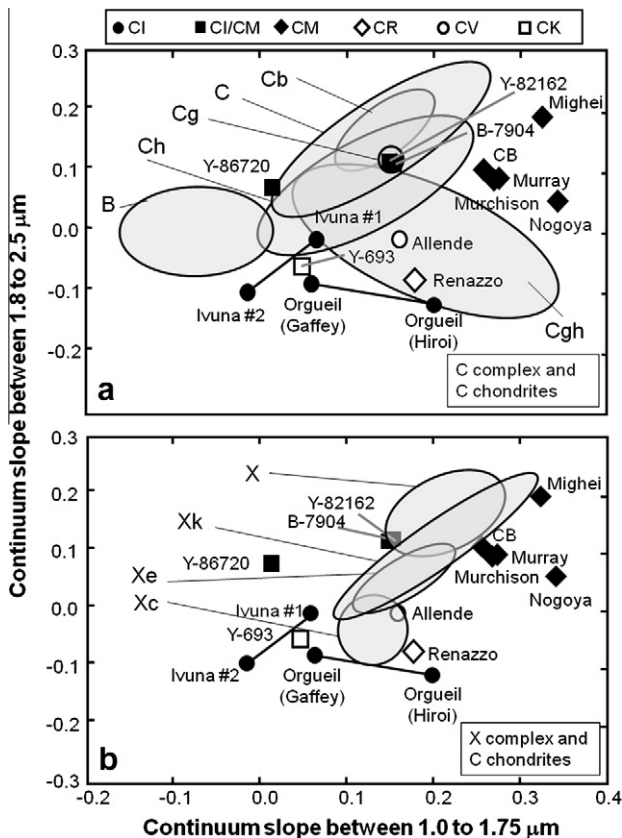 CI CI/CM CM CR CV CK
0.3
0.2
0.1
0.0
-0.1
-0.2
Cb
C
Cg
Ch
Y-86720
B
Y-82162
Mighei
B-7904
CB
Murray
Murchison
Nogoya
Ivuna #1
Allende
Y-693
Renazzo
Ivuna #2
Orgueil
(Gaffey)
Orgueil
(Hiroi)
Cgh
a
C complex and
C chondrites
Continuum slope between 1.8 to 2.5 μm
0.3
0.2
0.1
0.0
-0.1
-0.2
-0.3
X
Y-82162
B-7904
Xk
Y-86720
Xe
Xc
Mighei
CB
Murray
Murchison
Nogoya
Ivuna #1
Allende
Y-693
Renazzo
Ivuna #2
Orgueil
(Gaffey)
Orgueil
(Hiroi)
b
X complex and
C chondrites
-0.2 -0.1 0.0 0.1 0.2 0.3 0.4
Continuum slope between 1.0 to 1.75 μm